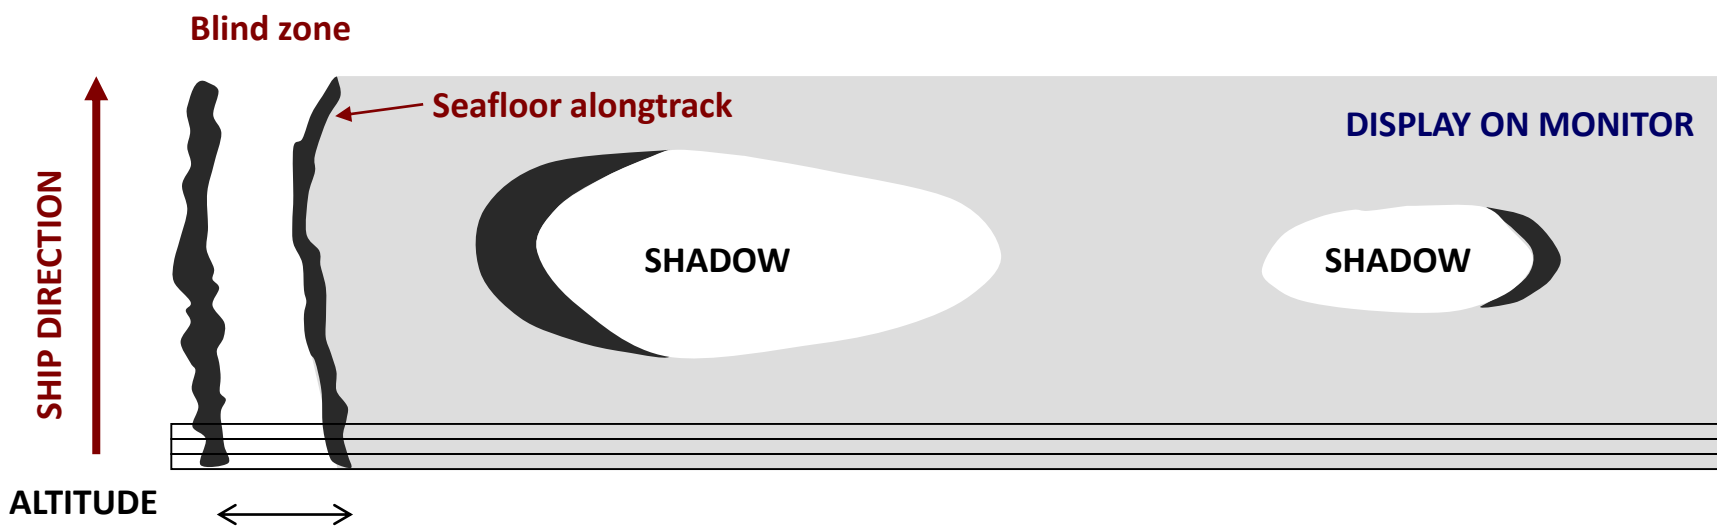 Blind zone
Seafloor alongtrack
DISPLAY ON MONITOR
SHIP DIRECTION
SHADOW
SHADOW
ALTITUDE